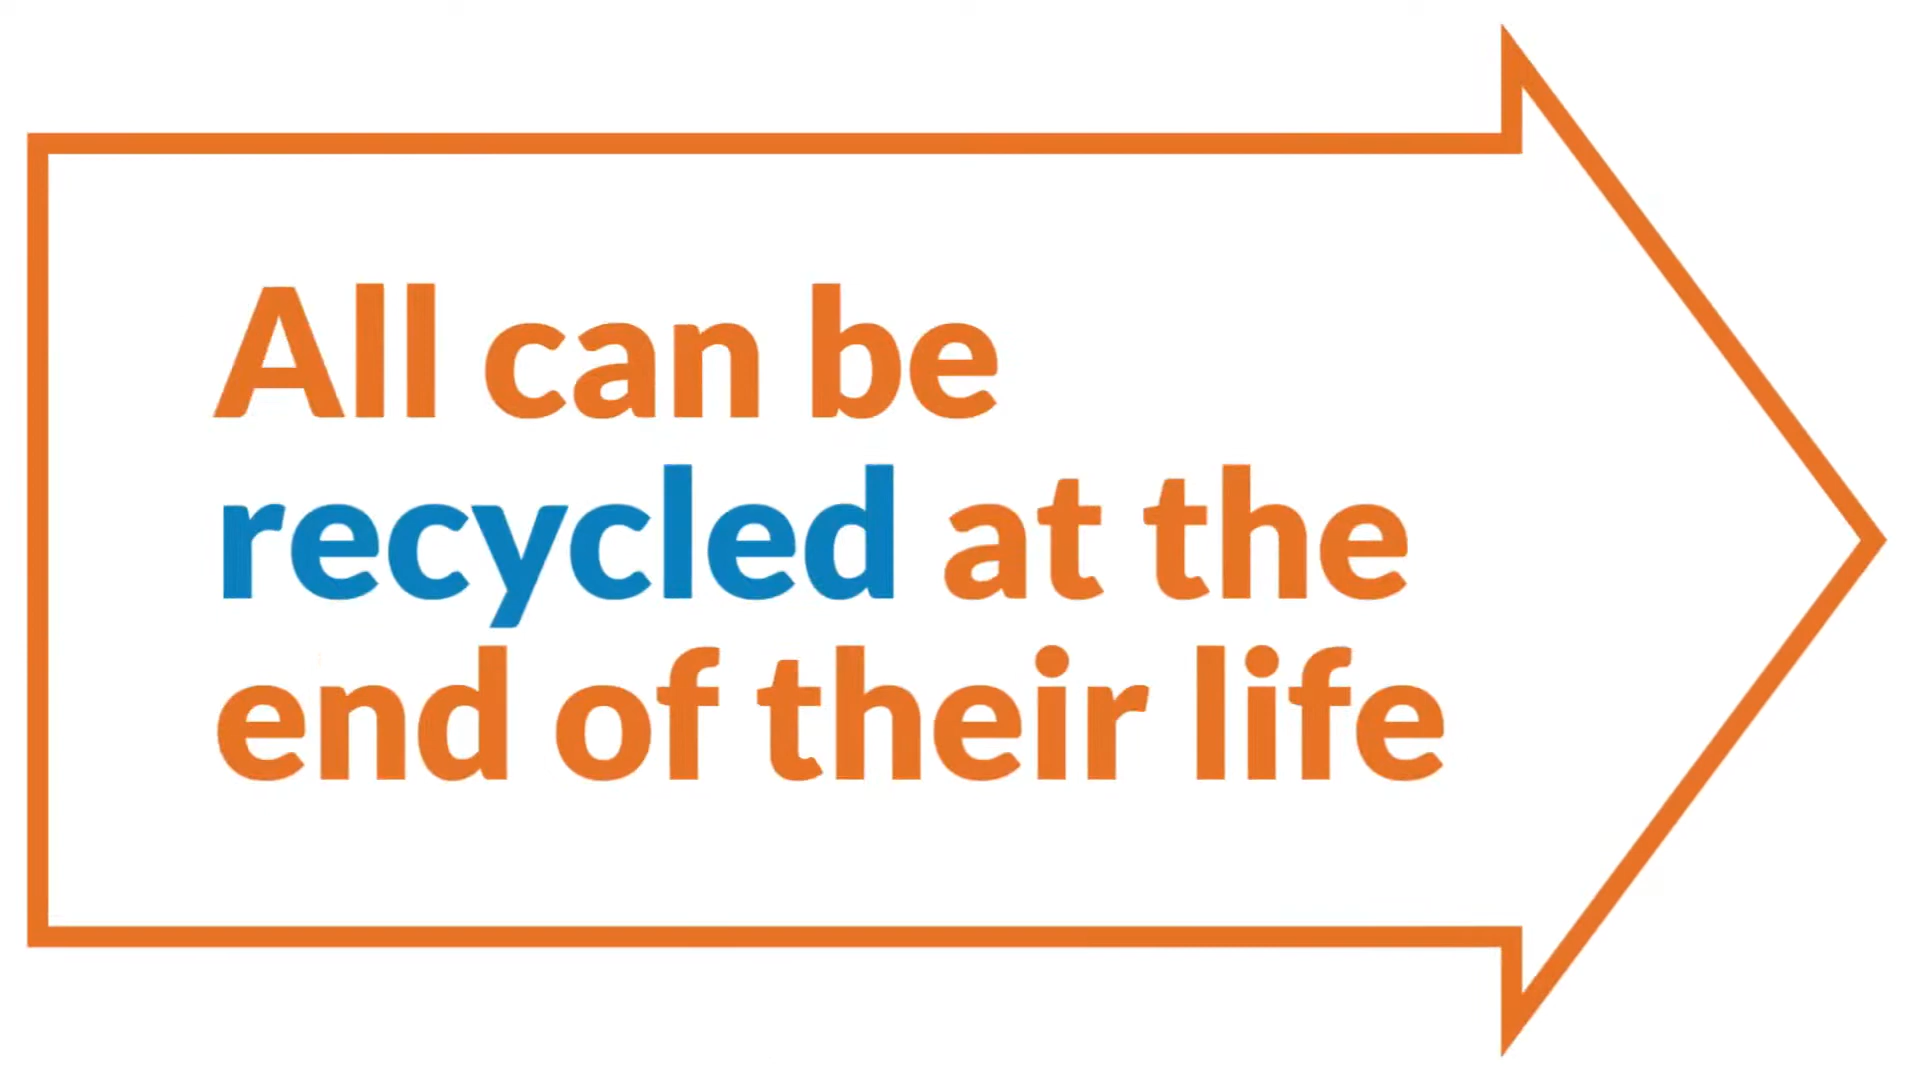 All can be
recycled at the
end of their life